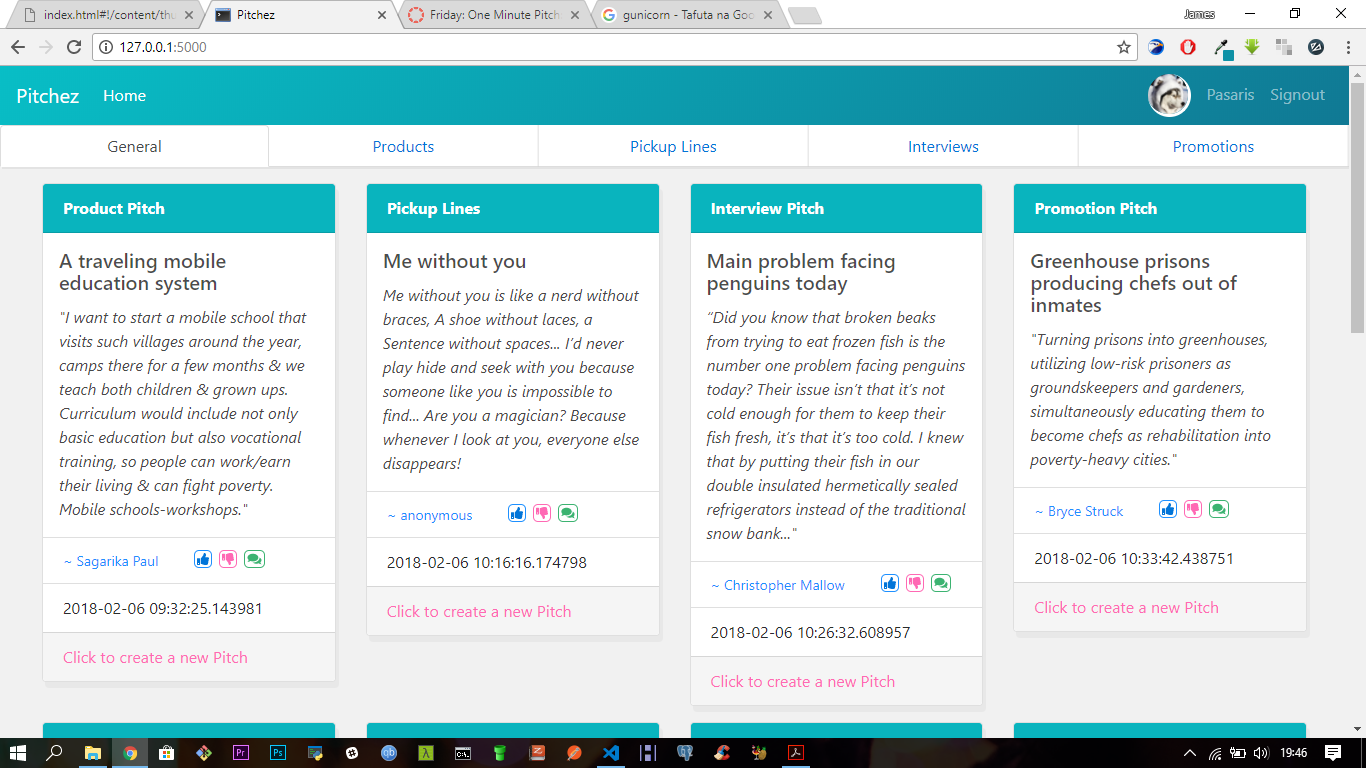 index.html#!/content/thu
Pitchez
Friday: One Minute Pitch
gunicorn - Tafuta na Goo
James
127.0.0.1:5000
Pitchez
Home
Pasaris
Signout
General
Products
Pickup Lines
Interviews
Promotions
Product Pitch
A traveling mobile
education system
"I want to start a mobile school that
visits such villages around the year,
camps there for a few months & we
teach both children & grown ups.
Curriculum would include not only
basic education but also vocational
training, so people can work/earn
their living & can fight poverty.
Mobile schools-workshops."
~ Sagarika Paul
2018-02-06 09:32:25.143981
Click to create a new Pitch
Pickup Lines
Me without you
Me without you is like a nerd without
braces, A shoe without laces, a
Sentence without spaces... I’d never
play hide and seek with you because
someone like you is impossible to
find... Are you a magician? Because
whenever I look at you, everyone else
disappears!
~ anonymous
2018-02-06 10:16:16.174798
Click to create a new Pitch
Interview Pitch
Main problem facing
penguins today
“Did you know that broken beaks
from trying to eat frozen fish is the
number one problem facing penguins
today? Their issue isn’t that it’s not
cold enough for them to keep their
fish fresh, it’s that it’s too cold. I knew
that by putting their fish in our
double insulated hermetically sealed
refrigerators instead of the traditional
snow bank..."
~ Christopher Mallow
2018-02-06 10:26:32.608957
Click to create a new Pitch
Promotion Pitch
Greenhouse prisons
producing chefs out of
inmates
"Turning prisons into greenhouses,
utilizing low-risk prisoners as
groundskeepers and gardeners,
simultaneously educating them to
become chefs as rehabilitation into
poverty-heavy cities."
~ Bryce Struck
2018-02-06 10:33:42.438751
Click to create a new Pitch
Pr
Ps
qb
19:46